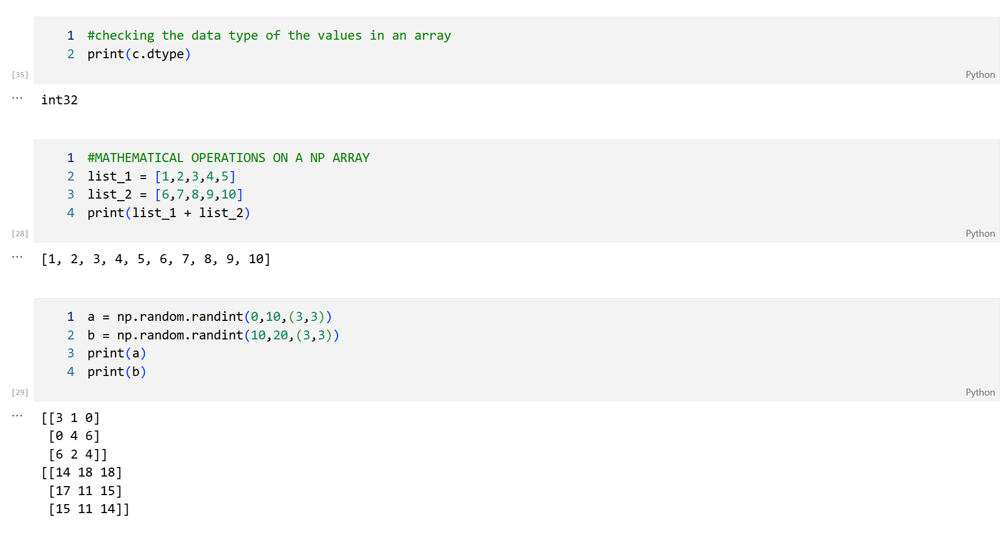 1 #checking the data type of the values in an array
2 print(c.dtype)
[35]
Python
... int32
1 #MATHEMATICAL OPERATIONS ON A NP ARRAY
2 list_1 = [1,2,3,4,5]
3 list_2 = [6,7,8,9,10]
4 print(list_1 + list_2)
[28]
Python
... [1, 2, 3, 4, 5, 6, 7, 8, 9, 10]
1 a = np.random.randint(0,10,(3,3))
2 b = np.random.randint(10,20,(3,3))
3 print(a)
4 print(b)
[29]
Python
... [[3 1 0]
[0 4 6]
[6 2 4]]
[[14 18 18]
[17 11 15]
[15 11 14]]